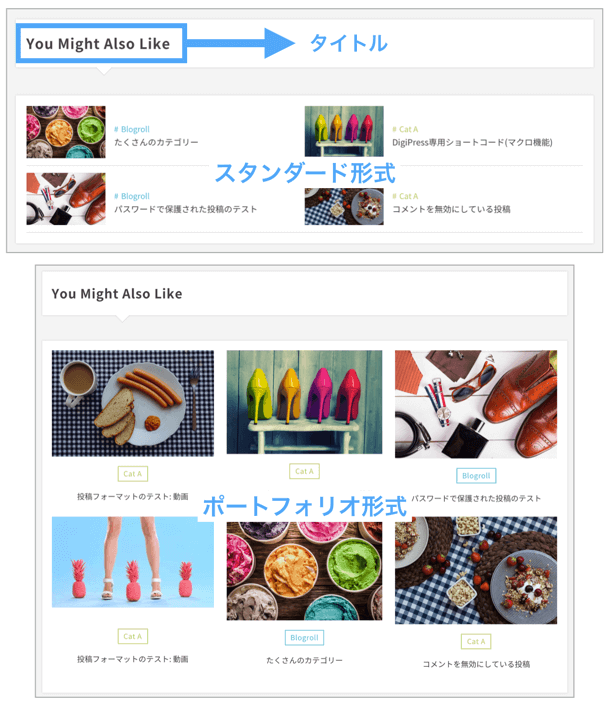 You Might Also Like
タイトル
# Blogroll
たくさんのカテゴリー
# Cat A
DigiPress専用ショートコード(マクロ機能)
スタンダード形式
# Blogroll
パスワードで保護された投稿のテスト
# Cat A
コメントを無効にしている投稿
You Might Also Like
Cat A
投稿フォーマットのテスト: 動画
Cat A
Blogroll
パスワードで保護された投稿のテスト
ポートフォリオ形式
Cat A
投稿フォーマットのテスト: 動画
Blogroll
たくさんのカテゴリー
Cat A
コメントを無効にしている投稿